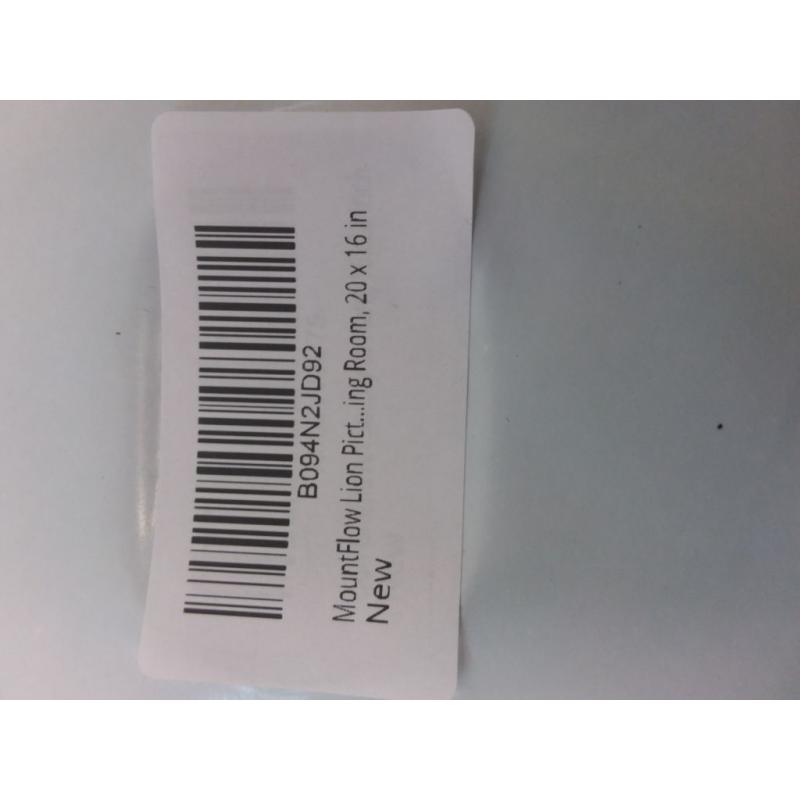 B094N2JD92
MountFlow Lion Pict...ing Room, 20 x 16 in
New